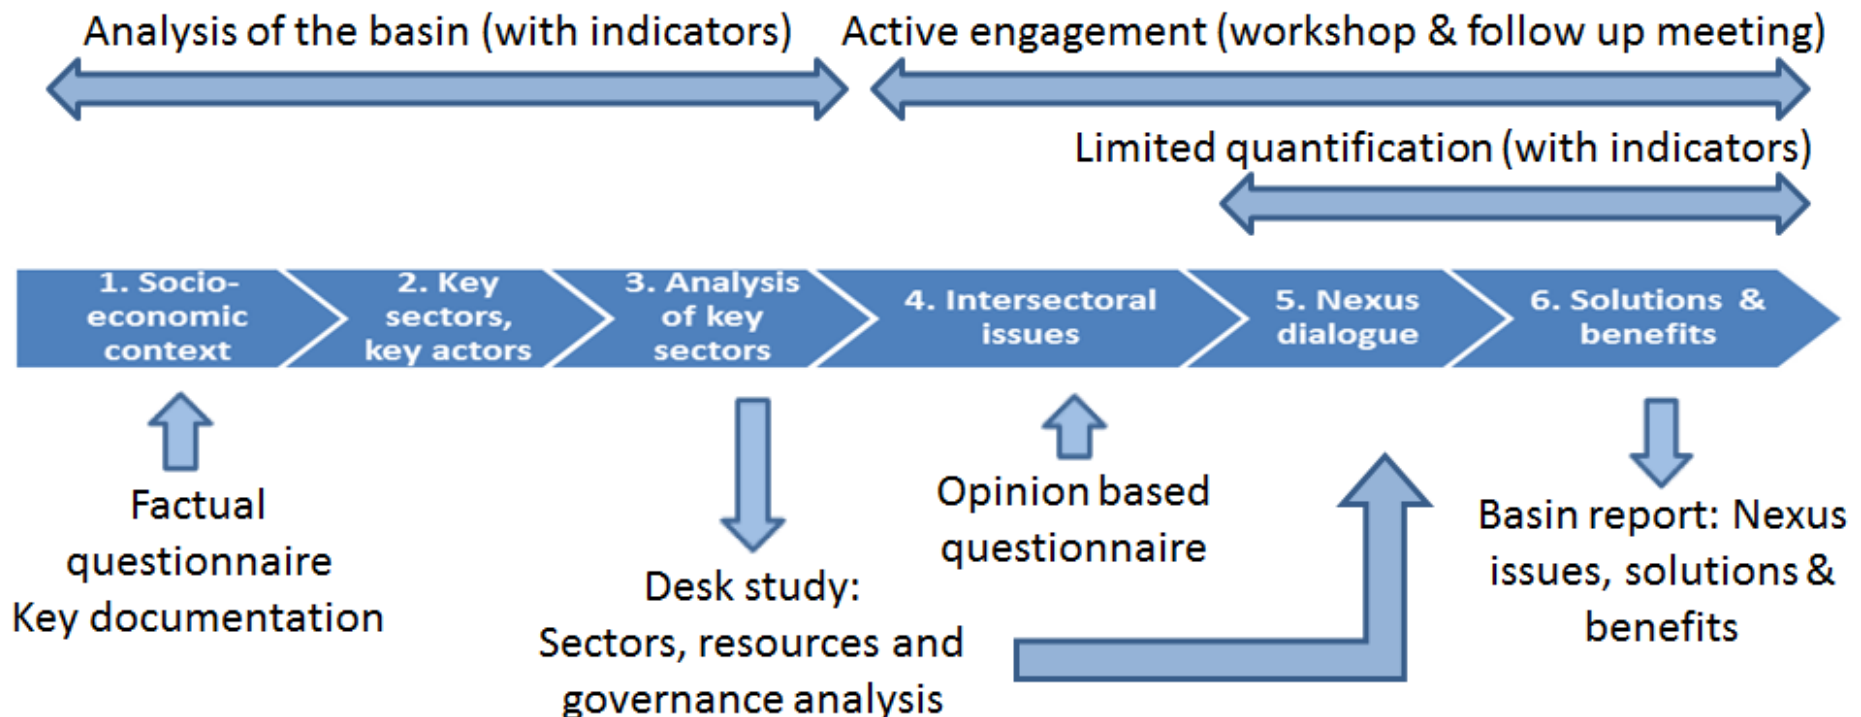 Analysis of the basin (with indicators)
Active engagement (workshop & follow up meeting)
Limited quantification (with indicators)
1. Socio-
economic
context
2. Key
sectors,
key actors
3. Analysis
of key
sectors
4. Intersectoral
issues
5. Nexus
dialogue
6. Solutions &
benefits
Factual
questionnaire
Key documentation
Desk study:
Sectors, resources and
governance analysis
Opinion based
questionnaire
Basin report: Nexus
issues, solutions &
benefits